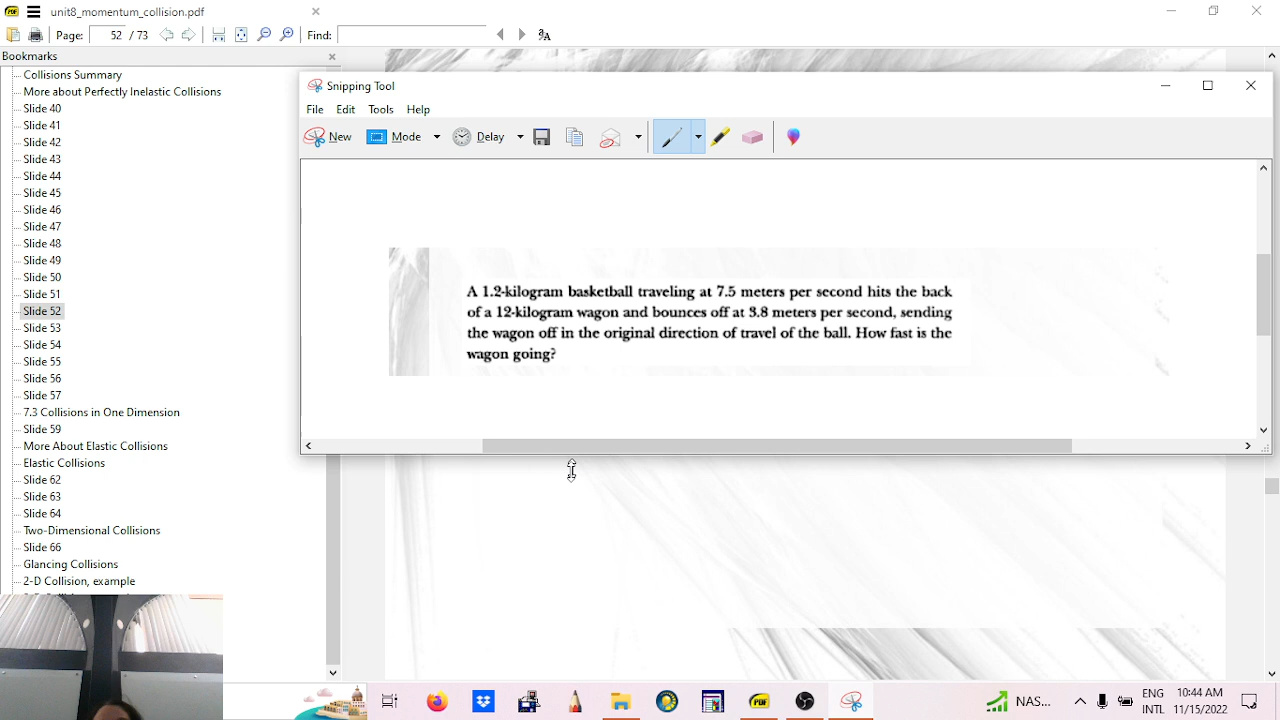 unit8_momentum_collision.pdf
Page: 52 / 73 Find:
Bookmarks
Collisions Summary
More about Perfectly Inelastic Collisions
Slide 40
Slide 41
Slide 42
Slide 43
Slide 44
Slide 45
Slide 46
Slide 47
Slide 48
Slide 49
Slide 50
Slide 51
Slide 52
Slide 53
Slide 54
Slide 55
Slide 56
Slide 57
7.3 Collisions in One Dimension
Slide 59
More About Elastic Collisions
Elastic Collisions
Slide 62
Slide 63
Slide 64
Two-Dimensional Collisions
Slide 66
Glancing Collisions
2-D Collision, example
Snipping Tool
File Edit Tools Help
New Mode Delay
A 1.2-kilogram basketball traveling at 7.5 meters per second hits the back
of a 12-kilogram wagon and bounces off at 3.8 meters per second, sending
the wagon off in the original direction of travel of the ball. How fast is the
wagon going?
PDF
NAS...
ENG
INTL
10:44 AM
11/15/2022